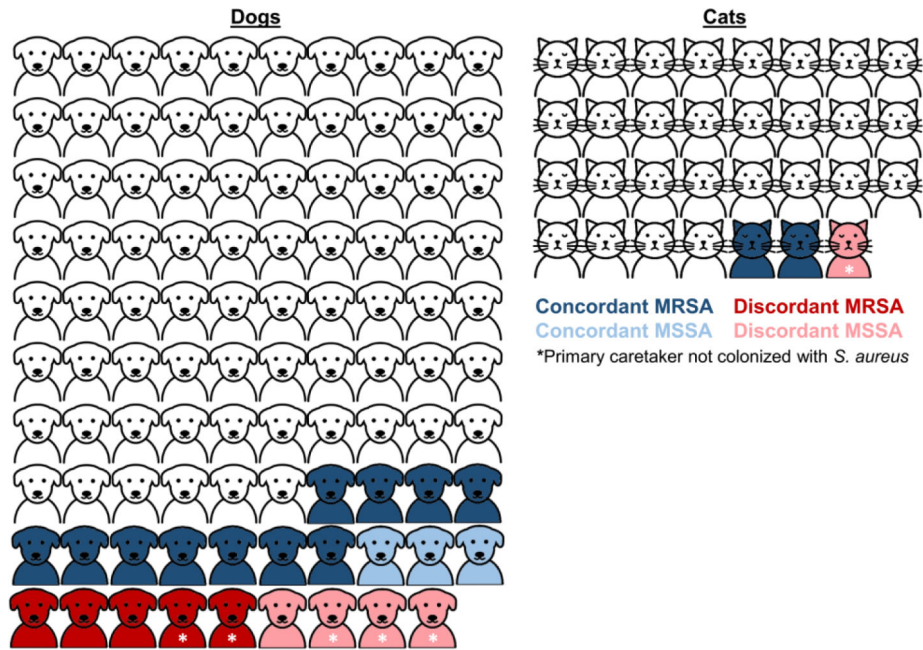 Dogs
Cats
Concordant MRSA Discordant MRSA
Concordant MSSA Discordant MSSA
*Primary caretaker not colonized with S. aureus
*
* * * * *